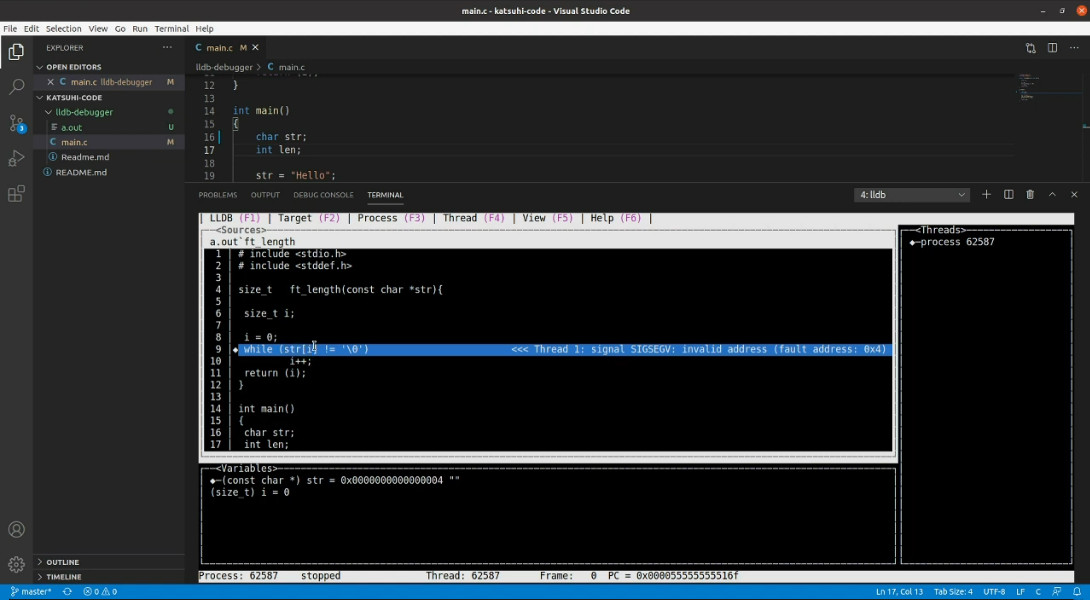 main.c - katsuhi-code - Visual Studio Code
File Edit Selection View Go Run Terminal Help
EXPLORER
OPEN EDITORS
main.c lldb-debugger M
KATSUHI-CODE
lldb-debugger
a.out U
main.c M
Readme.md
README.md
OUTLINE
TIMELINE
3
main.c M
lldb-debugger > main.c
12 }
13
14 int main()
15 {
16 char str;
17 int len;
18
19 str = "Hello";
PROBLEMS OUTPUT DEBUG CONSOLE TERMINAL 4: lldb
| LLDB (F1) | Target (F2) | Process (F3) | Thread (F4) | View (F5) | Help (F6) |
<Sources>
a.out`ft_length
1 | # include <stdio.h>
2 | # include <stddef.h>
3 |
4 | size_t ft_length(const char *str){
5 |
6 | size_t i;
7 |
8 | i = 0;
9 | while (str[i] != '\0') <<< Thread 1: signal SIGSEGV: invalid address (fault address: 0x4)
10 | i++;
11 | return (i);
12 | }
13 |
14 | int main()
15 | {
16 | char str;
17 | int len;
<Threads>
process 62587
<Variables>
(const char *) str = 0x0000000000000004 ""
(size_t) i = 0
Process: 62587 stopped Thread: 62587 Frame: 0 PC = 0x000055555555516f
master* 0 0 Ln 17, Col 13 Tab Size: 4 UTF-8 LF C